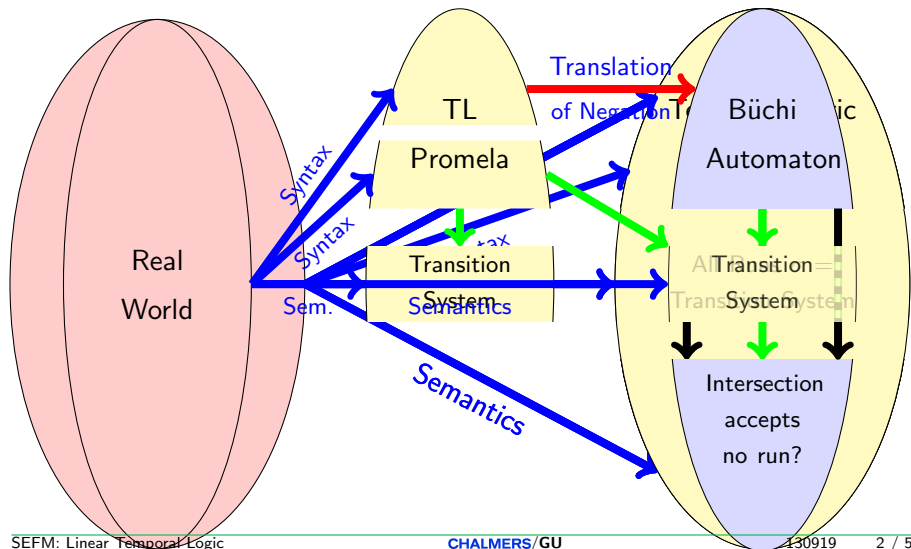 Translation
of Negation
TL
Promela
Büchi
Automaton
Syntax
Syntax
Real
World
Transition
System
Transition
System
Sem.
Semantics
Semantics
Intersection
accepts
no run?
SEFM: Linear Temporal Logic
CHALMERS/GU
130919
2 / 5